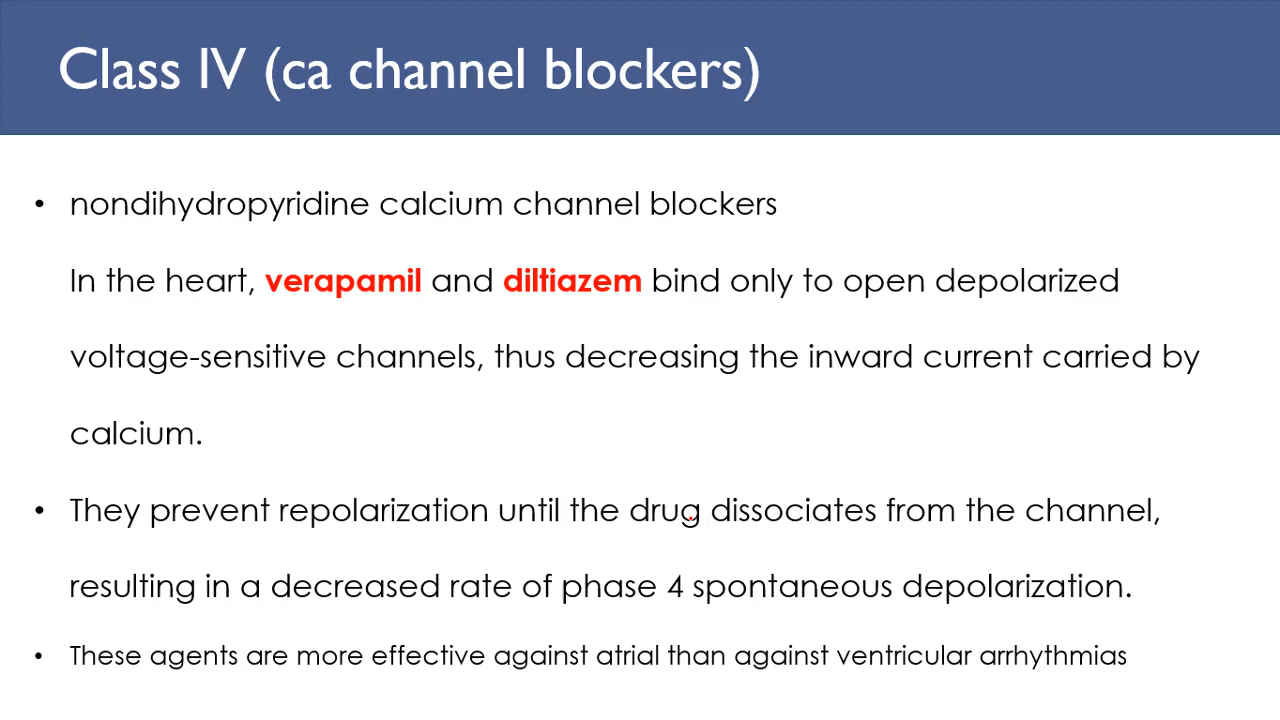 Class IV (ca channel blockers)
• nondihydropyridine calcium channel blockers
In the heart, verapamil and diltiazem bind only to open depolarized
voltage-sensitive channels, thus decreasing the inward current carried by
calcium.
• They prevent repolarization until the drug dissociates from the channel,
resulting in a decreased rate of phase 4 spontaneous depolarization.
• These agents are more effective against atrial than against ventricular arrhythmias